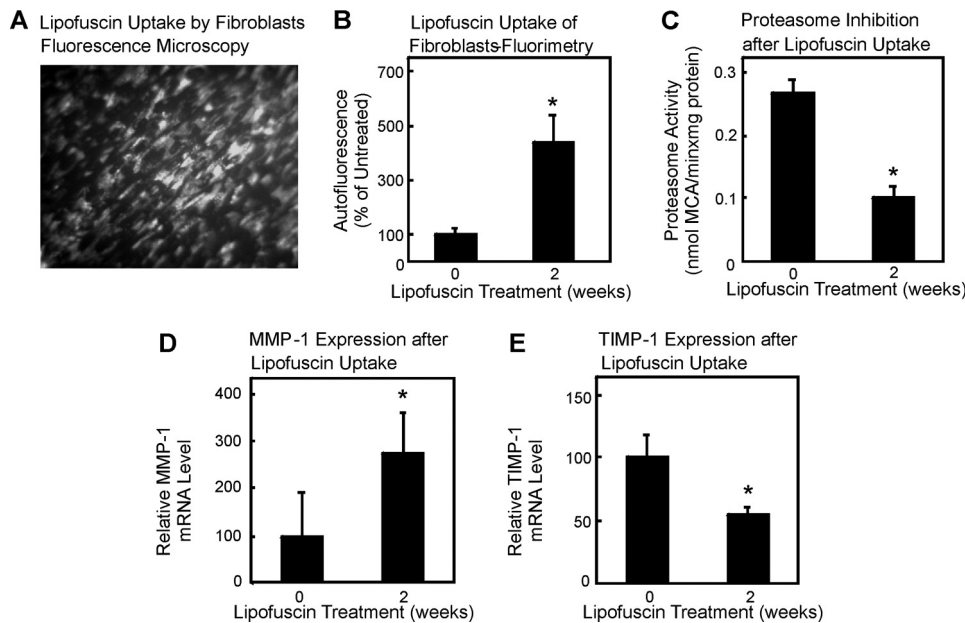 A Lipofuscin Uptake by Fibroblasts
Fluorescence Microscopy
B Lipofuscin Uptake of
Fibroblasts-Fluorimetry
700
500
300
100
0
Autofluorescence
(% of Untreated)
*
0 2
Lipofuscin Treatment (weeks)
C Proteasome Inhibition
after Lipofuscin Uptake
0.3
0.2
0.1
0
Proteasome Activity
(nmol MCA/minxmg protein)
*
0 2
Lipofuscin Treatment (weeks)
D MMP-1 Expression after
Lipofuscin Uptake
400
300
200
100
0
Relative MMP-1
mRNA Level
*
0 2
Lipofuscin Treatment (weeks)
E TIMP-1 Expression after
Lipofuscin Uptake
150
100
50
0
Relative TIMP-1
mRNA Level
*
0 2
Lipofuscin Treatment (weeks)